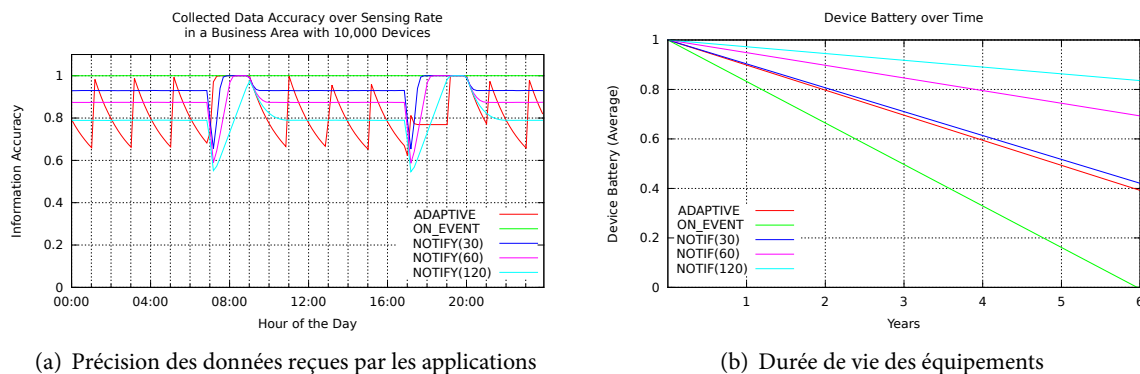 Collected Data Accuracy over Sensing Rate
in a Business Area with 10,000 Devices
Information Accuracy
1
0.8
0.6
0.4
0.2
0
ADAPTIVE
ON_EVENT
NOTIFY(30)
NOTIFY(60)
NOTIFY(120)
00:00 04:00 08:00 12:00 16:00 20:00
Hour of the Day
(a) Précision des données reçues par les applications
Device Battery over Time
Device Battery (Average)
1
0.8
0.6
0.4
0.2
0
ADAPTIVE
ON_EVENT
NOTIF(30)
NOTIF(60)
NOTIF(120)
1 2 3 4 5 6
Years
(b) Durée de vie des équipements